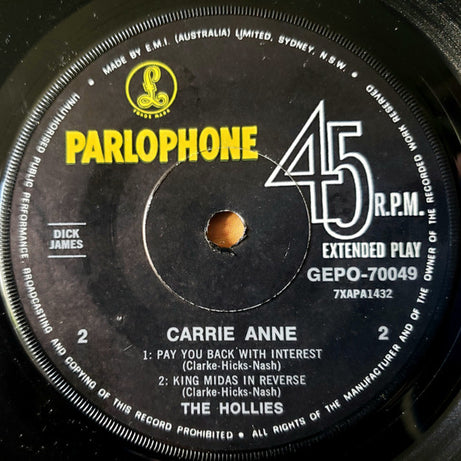 MADE BY E.M.I. (AUSTRALIA) LIMITED, SYDNEY, N.S.W.
£
TRADE MARK
PARLOPHONE
45
R.P.M.
EXTENDED PLAY
GEPO-70049
7XAPA1432
DICK
JAMES
2
2
CARRIE ANNE
1: PAY YOU BACK WITH INTEREST
(Clarke-Hicks-Nash)
2: KING MIDAS IN REVERSE
(Clarke-Hicks-Nash)
THE HOLLIES
UNAUTHORISED PUBLIC PERFORMANCE, BROADCASTING AND COPYING OF THIS RECORD PROHIBITED • ALL RIGHTS OF THE MANUFACTURER AND OF THE OWNER OF THE RECORDED WORK RESERVED